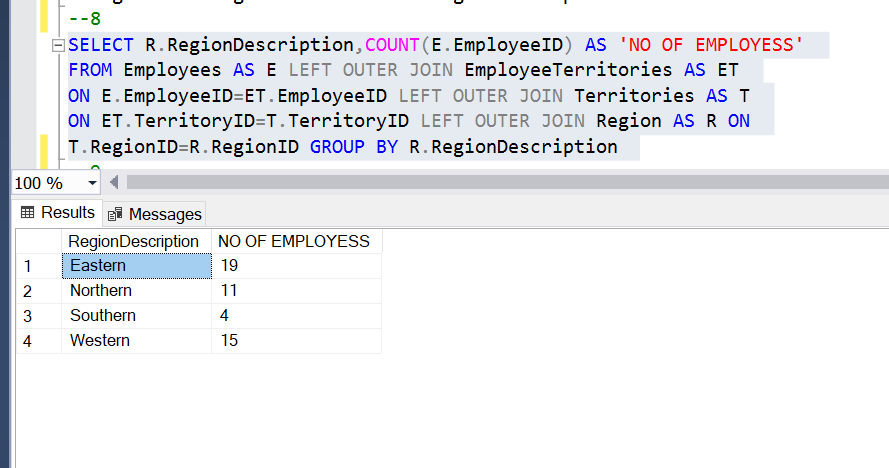 --8
SELECT R.RegionDescription,COUNT(E.EmployeeID) AS 'NO OF EMPLOYESS'
FROM Employees AS E LEFT OUTER JOIN EmployeeTerritories AS ET
ON E.EmployeeID=ET.EmployeeID LEFT OUTER JOIN Territories AS T
ON ET.TerritoryID=T.TerritoryID LEFT OUTER JOIN Region AS R ON
T.RegionID=R.RegionID GROUP BY R.RegionDescription
100 %
Results Messages
RegionDescription NO OF EMPLOYESS
1 Eastern 19
2 Northern 11
3 Southern 4
4 Western 15